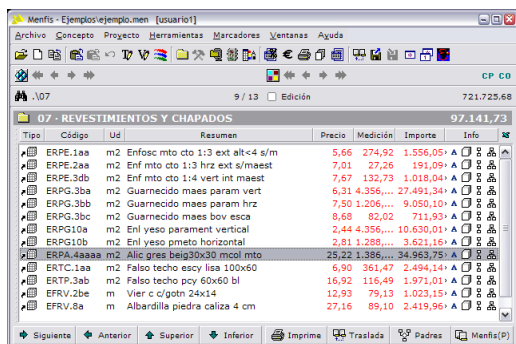 Menfis - Ejemplos\ejemplo.men [usuario1]
Archivo Concepto Proyecto Herramientas Marcadores Ventanas Ayuda
CP CO
.\07 9 / 13 Edición 721.725,68
07 - REVESTIMIENTOS Y CHAPADOS 97.141,73
Tipo Código Ud Resumen Precio Medición Importe Info
ERPE.1aa m2 Enfosc mto cto 1:3 ext alt<4 s/m 5,66 274,92 1.556,05 A
ERPE.2aa m2 Enf mto cto 1:3 hrz ext s/maest 7,01 27,26 191,09 A
ERPE.3db m2 Enf mto cto 1:4 vert int maest 7,67 132,73 1.018,04 A
ERPG.3ba m2 Guarnecido maes param vert 6,31 4.356,... 27.491,34 A
ERPG.3bb m2 Guarnecido maes param hrz 7,50 1.206,... 9.050,10 A
ERPG.3bc m2 Guarnecido maes bov esca 8,68 82,02 711,93 A
ERPG10a m2 Enl yeso parament vertical 2,44 4.356,... 10.630,01 A
ERPG10b m2 Enl yeso pmeto horizontal 2,81 1.288,... 3.621,16 A
ERPA.4aaaa m2 Alic gres beig30x30 mcol mto 25,22 1.386,... 34.963,75 A
ERTC.1aa m2 Falso techo escy lisa 100x60 6,90 361,47 2.494,14 A
ERTP.3ab m2 Falso techo pcy 60x60 bl 16,92 116,49 1.971,01 A
EFRV.2be m Vier c c/gotn 24x14 12,93 79,13 1.023,15 A
EFRV.8a m Albardilla piedra caliza 4 cm 27,16 89,10 2.419,96 A
Siguiente Anterior Superior Inferior Imprime Traslada Padres Menfis(P)